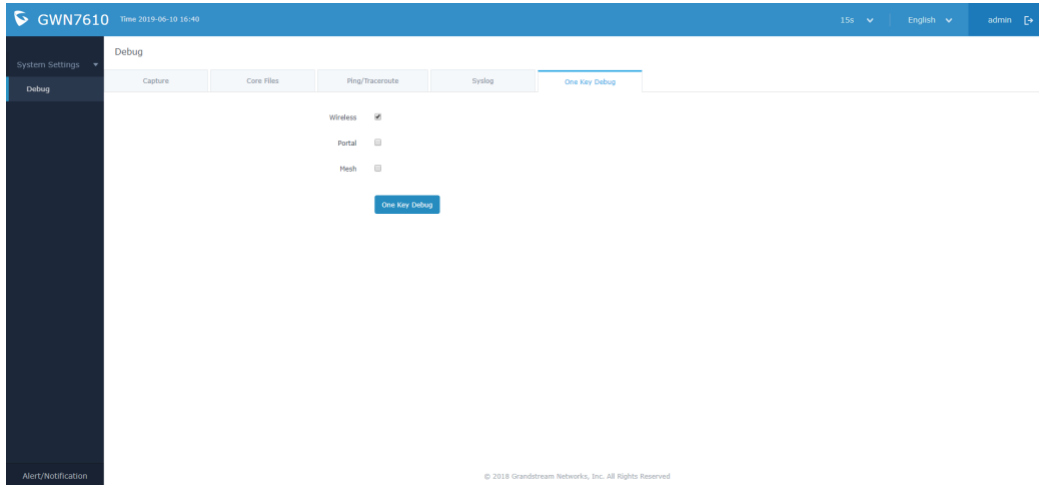 GWN7610 Time 2019-06-10 16:40 15s English admin
System Settings
Debug
Alert/Notification
Debug
Capture Core Files Ping/Traceroute Syslog One Key Debug
Wireless
Portal
Mesh
One Key Debug
© 2018 Grandstream Networks, Inc. All Rights Reserved